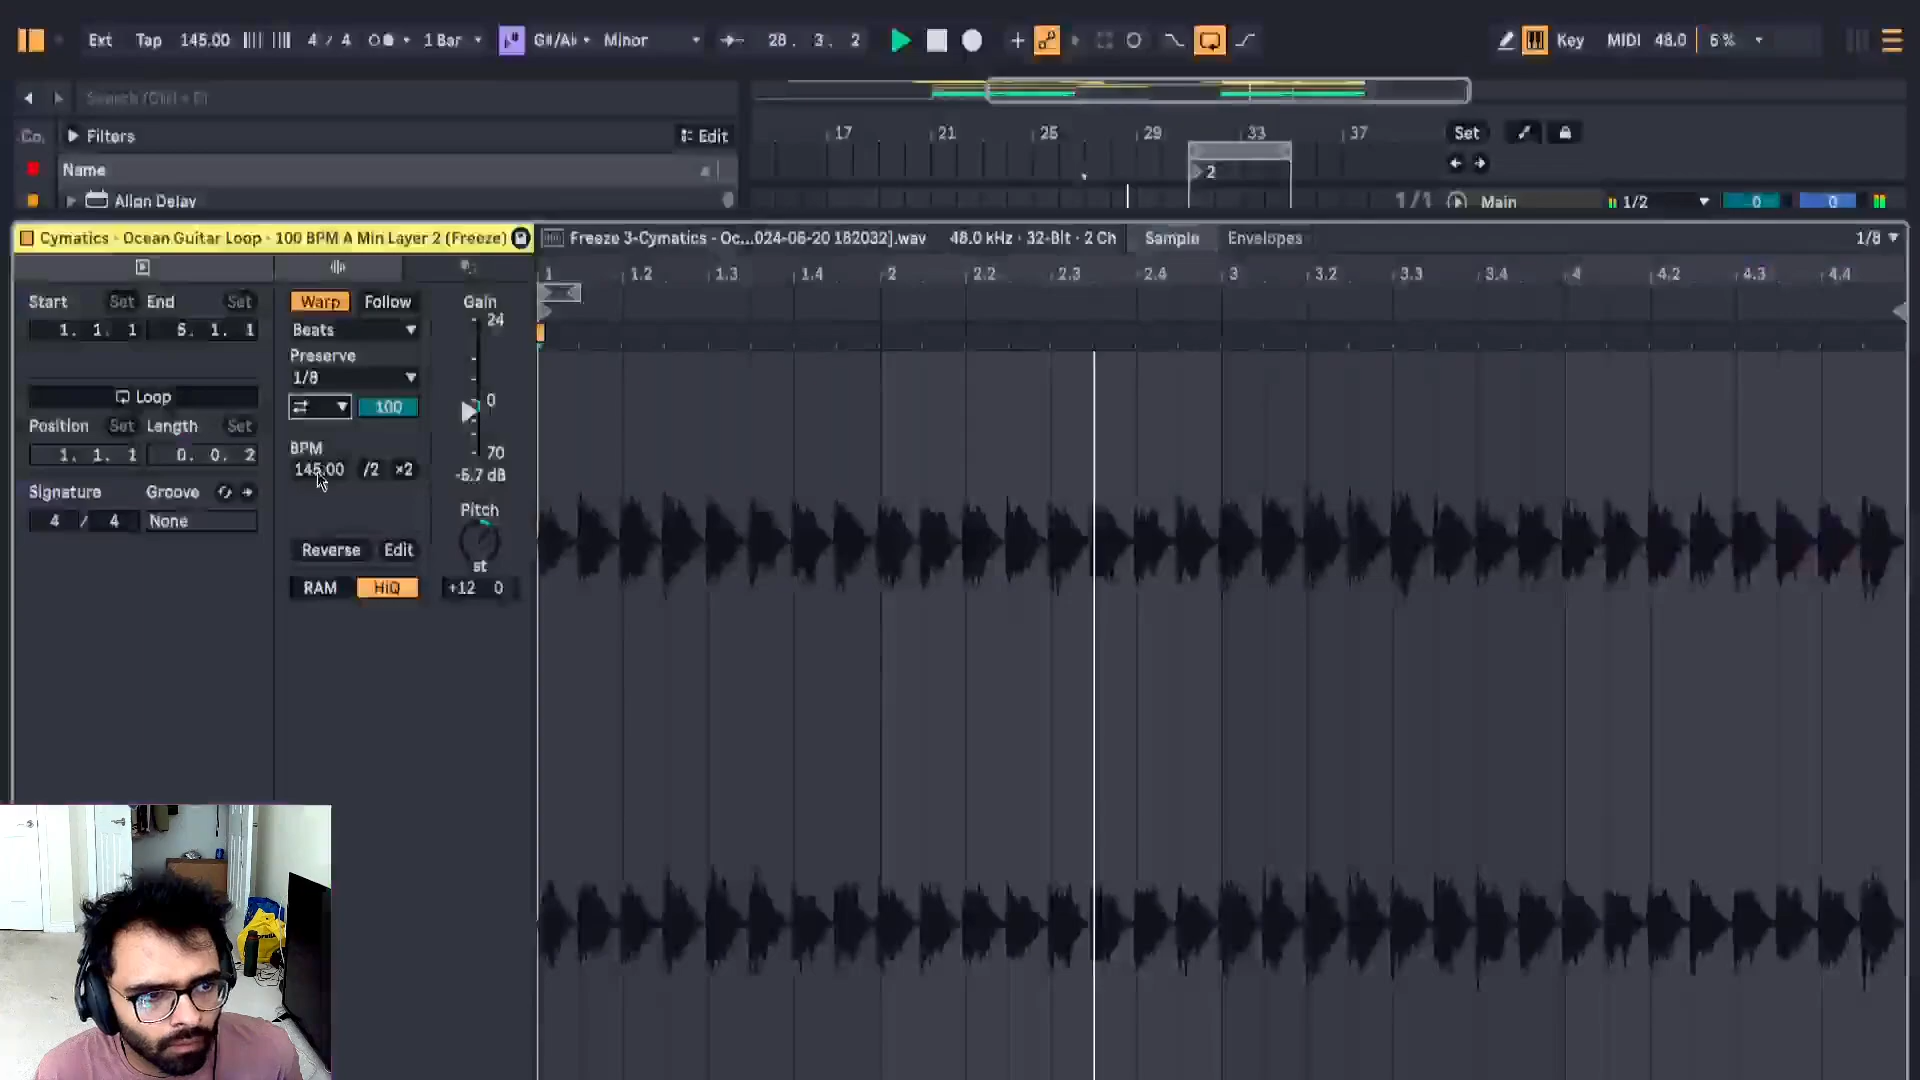 Ext Tap 145.00 4 / 4 1 Bar G#/Ab Minor 28. 3. 2 Key MIDI 48.0 6 %
Search (Ctrl + F)
Co. Filters Edit
17 21 25 29 33 37 Set
Name
2
Align Delay
1/1 Main 1/2 0 0
Cymatics - Ocean Guitar Loop - 100 BPM A Min Layer 2 (Freeze)
Freeze 3-Cymatics - Oc...024-06-20 182032].wav 48.0 kHz · 32-Bit · 2 Ch Sample Envelopes 1/8
1 1.2 1.3 1.4 2 2.2 2.3 2.4 3 3.2 3.3 3.4 4 4.2 4.3 4.4
Start Set End Set Warp Follow Gain
1. 1. 1 5. 1. 1 Beats 24
Preserve
1/8
Loop 100 0
Position Set Length Set BPM
1. 1. 1 0. 0. 2 145.00 /2 ×2 70
-5.7 dB
Signature Groove Pitch
4 / 4 None
Reverse Edit st
RAM HiQ +12 0